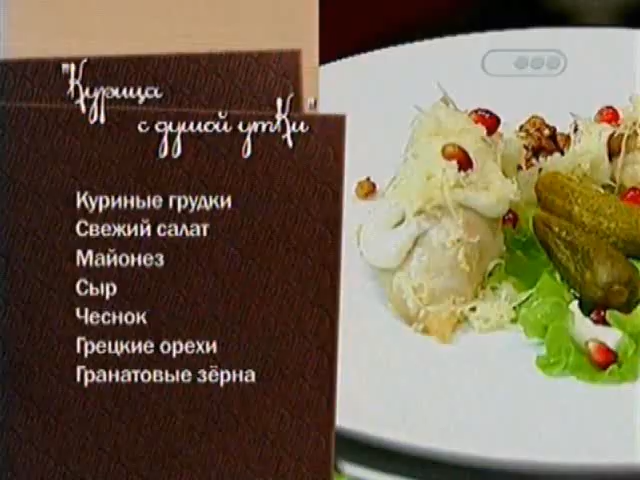 "Курица
с душой утки"
Куриные грудки
Свежий салат
Майонез
Сыр
Чеснок
Грецкие орехи
Гранатовые зёрна